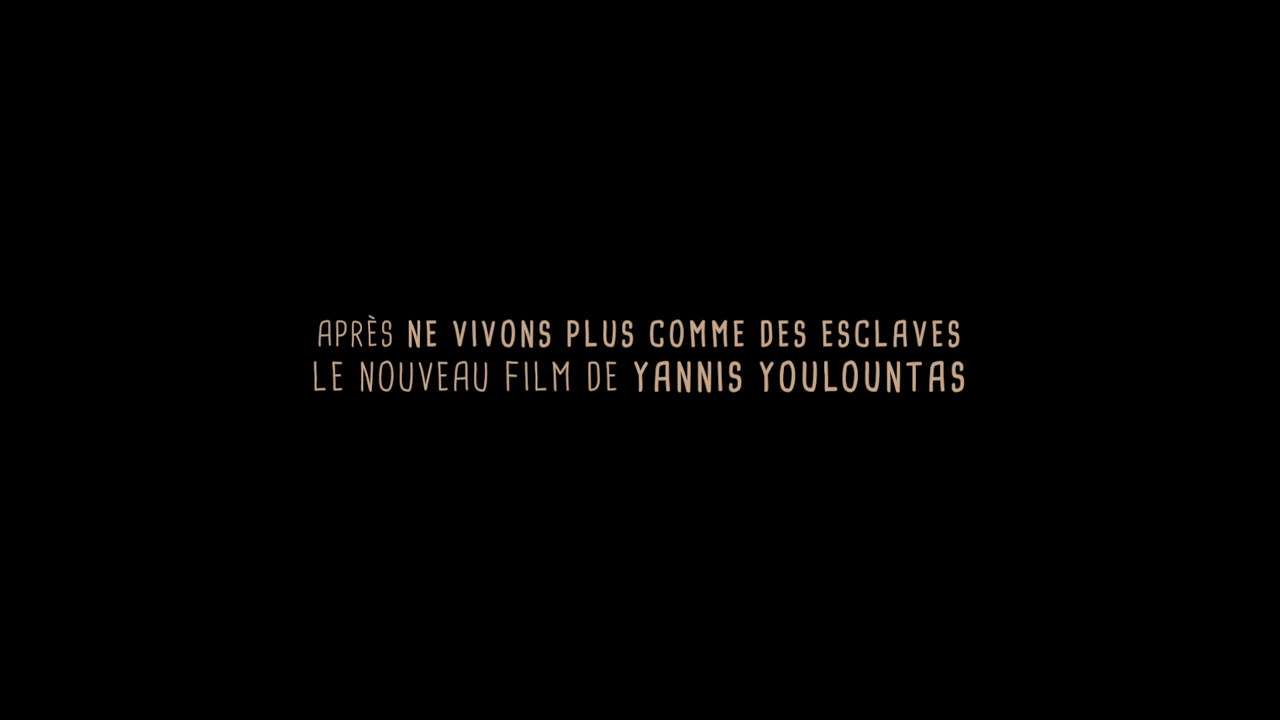 APRÈS NE VIVONS PLUS COMME DES ESCLAVES
LE NOUVEAU FILM DE YANNIS YOULOUNTAS